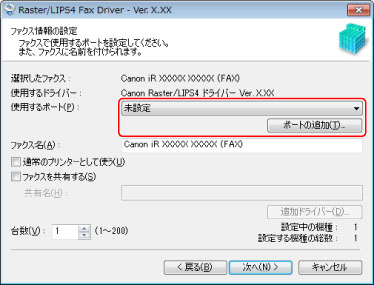 Raster/LIPS4 Fax Driver - Ver. X.XX
ファクス情報の設定
ファクスで使用するポートを設定してください。
また、ファクスに名前を付けられます。
選択したファクス： Canon iR XXXXX XXXXX (FAX)
使用するドライバー： Canon Raster/LIPS4 ドライバー Ver. X.XX
使用するポート(P)： 未設定
ポートの追加(T)...
ファクス名(A)： Canon iR XXXXX XXXXX (FAX)
通常のプリンターとして使う(U)
ファクスを共有する(S)
共有名(H)：
追加ドライバー(D)...
台数(V)： 1 (1～200)
設定中の機種： 1
設定する機種の総数： 1
< 戻る(B)
次へ(N) >
キャンセル